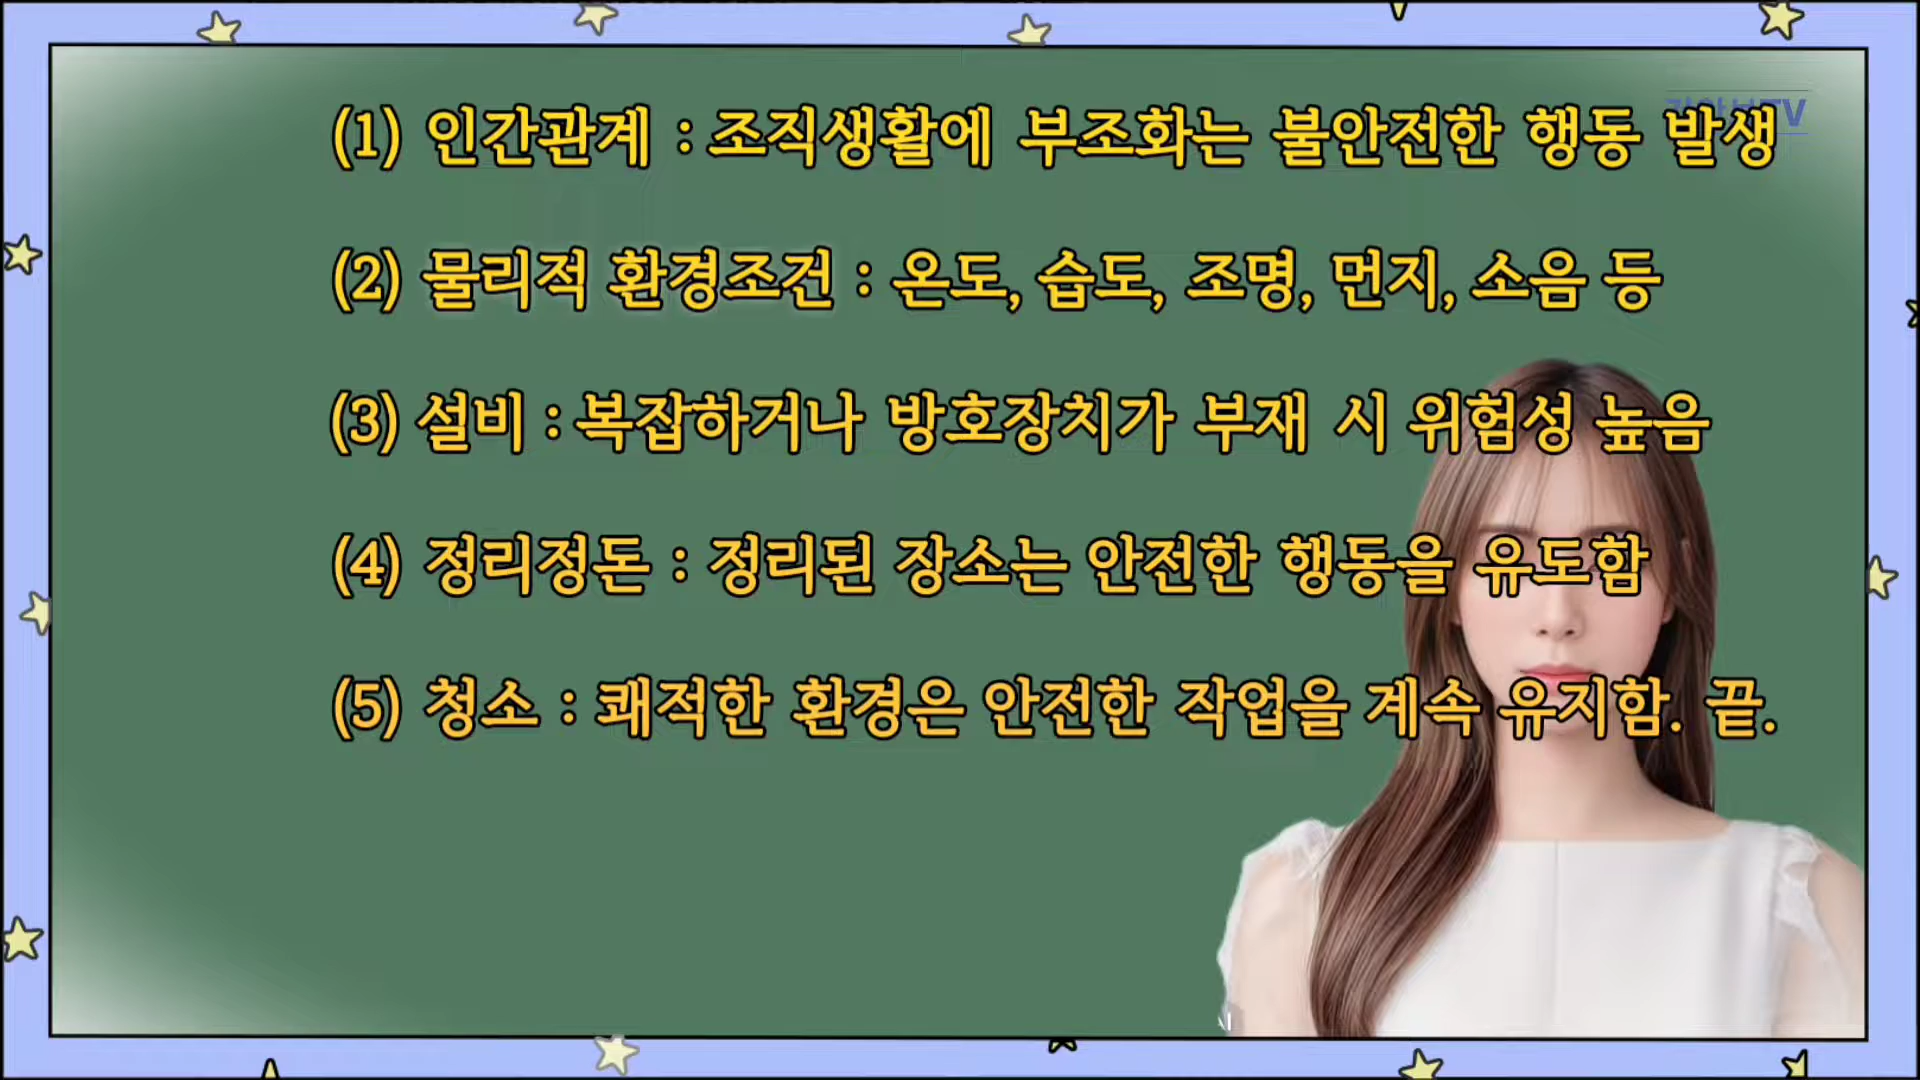 (1) 인간관계 : 조직생활에 부조화는 불안전한 행동 발생
(2) 물리적 환경조건 : 온도, 습도, 조명, 먼지, 소음 등
(3) 설비 : 복잡하거나 방호장치가 부재 시 위험성 높음
(4) 정리정돈 : 정리된 장소는 안전한 행동을 유도함
(5) 청소 : 쾌적한 환경은 안전한 작업을 계속 유지함. 끝.